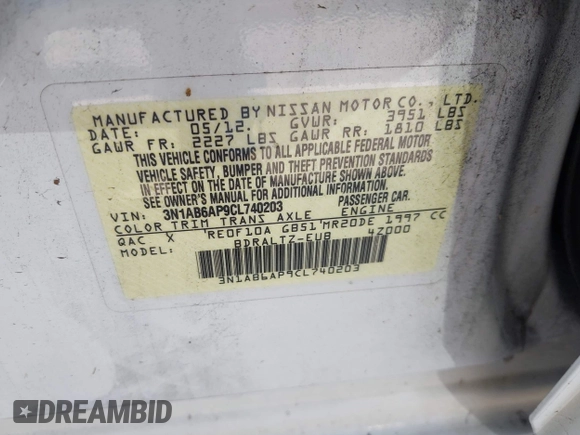 MANUFACTURED BY NISSAN MOTOR CO., LTD.
DATE: 05/12. GVWR: 3951 LBS
GAWR FR: 2227 LBS GAWR RR: 1810 LBS
THIS VEHICLE CONFORMS TO ALL APPLICABLE FEDERAL MOTOR
VEHICLE SAFETY, BUMPER AND THEFT PREVENTION STANDARDS
IN EFFECT ON THE DATE OF MANUFACTURE SHOWN ABOVE.
SEE OWNER'S MANUAL FOR ADDITIONAL INFORMATION.
VIN: 3N1AB6AP9CL740203 PASSENGER CAR.
COLOR TRIM TRANS AXLE ENGINE
QAC X RE0F10A GB51 MR20DE 1997 CC
MODEL: BDRALTZ-EUB 4Z000
3N1AB6AP9CL740203
DREAMBID